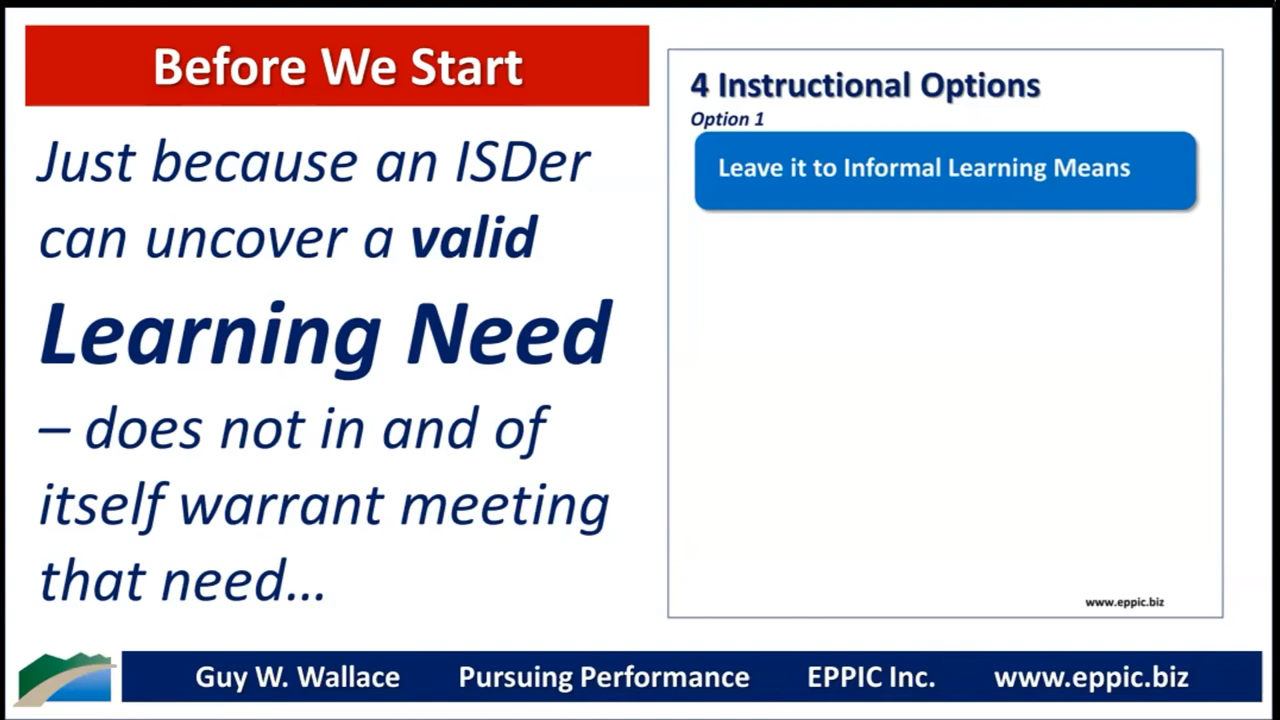 Before We Start
Just because an ISDer
can uncover a valid
Learning Need
– does not in and of
itself warrant meeting
that need…
4 Instructional Options
Option 1
Leave it to Informal Learning Means
www.eppic.biz
Guy W. Wallace Pursuing Performance EPPIC Inc. www.eppic.biz